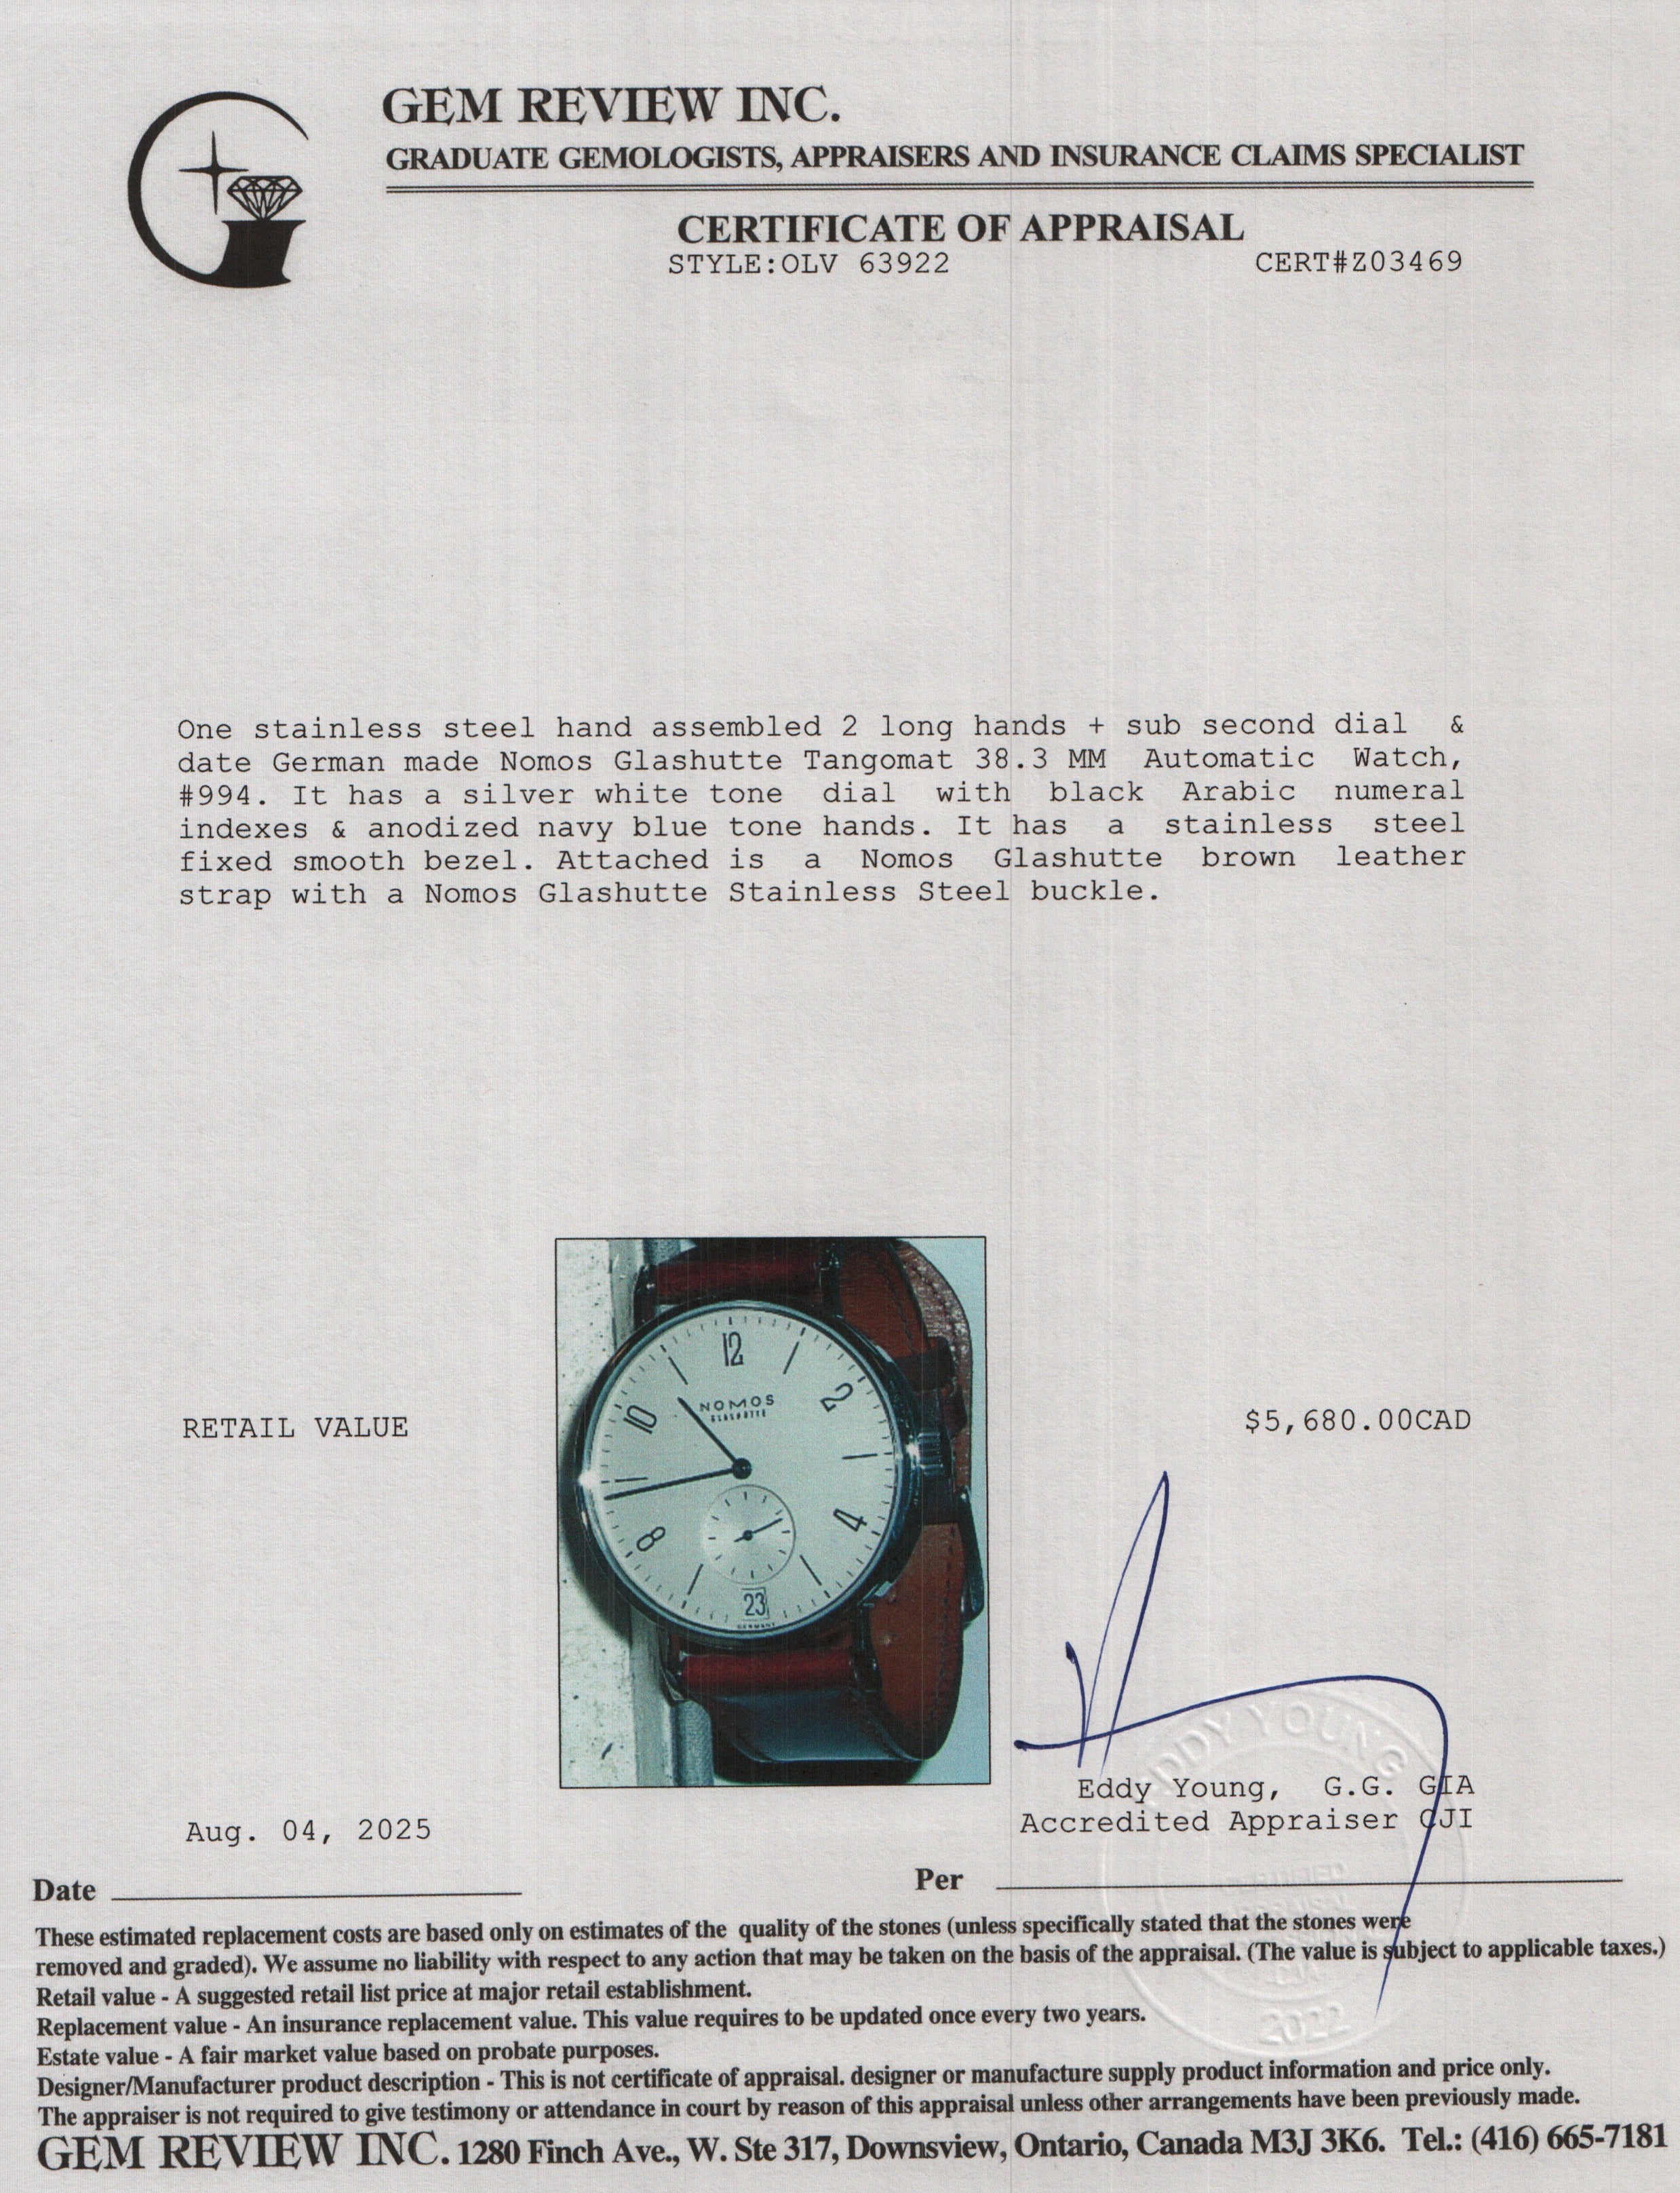 GEM REVIEW INC.
GRADUATE GEMOLOGISTS, APPRAISERS AND INSURANCE CLAIMS SPECIALIST
CERTIFICATE OF APPRAISAL
STYLE:OLV 63922 CERT#Z03469
One stainless steel hand assembled 2 long hands + sub second dial &
date German made Nomos Glashutte Tangomat 38.3 MM Automatic Watch,
#994. It has a silver white tone dial with black Arabic numeral
indexes & anodized navy blue tone hands. It has a stainless steel
fixed smooth bezel. Attached is a Nomos Glashutte brown leather
strap with a Nomos Glashutte Stainless Steel buckle.
12
2
4
8
10
NOMOS
GLASHÜTTE
23
GERMANY
RETAIL VALUE $5,680.00CAD
EDDY YOUNG
Eddy Young, G.G. GIA
Accredited Appraiser CJI
Aug. 04, 2025
Date Per
2022
These estimated replacement costs are based only on estimates of the quality of the stones (unless specifically stated that the stones were
removed and graded). We assume no liability with respect to any action that may be taken on the basis of the appraisal. (The value is subject to applicable taxes.)
Retail value - A suggested retail list price at major retail establishment.
Replacement value - An insurance replacement value. This value requires to be updated once every two years.
Estate value - A fair market value based on probate purposes.
Designer/Manufacturer product description - This is not certificate of appraisal. designer or manufacture supply product information and price only.
The appraiser is not required to give testimony or attendance in court by reason of this appraisal unless other arrangements have been previously made.
GEM REVIEW INC. 1280 Finch Ave., W. Ste 317, Downsview, Ontario, Canada M3J 3K6. Tel.: (416) 665-7181